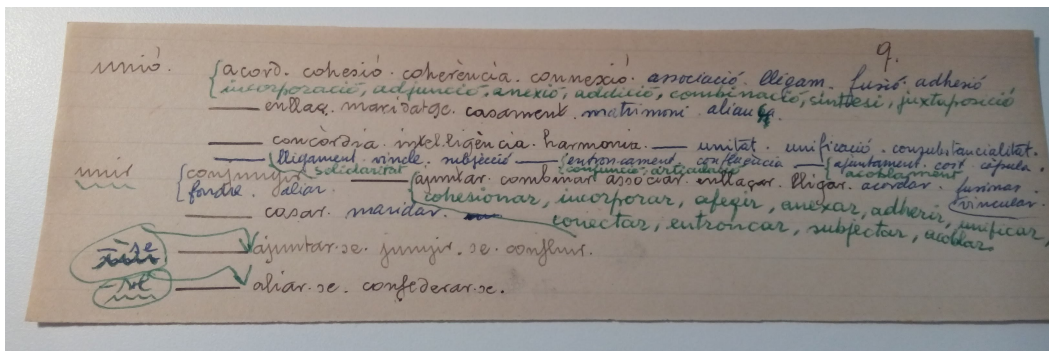 9.
unió. acord. cohesió. coherència. connexió. associació. lligam. fusió. adhesió
incorporació, adjunció, anexió, addició, combinació, síntesi, juxtaposició
—— enllaç. maridatge. casament. matrimoni. aliança.
—— concòrdia. intel.ligència. harmonia. —— unitat. unificació. consubstancialitat.
—— lligament. vincle. subjecció —— entroncament. confluència —— ajuntament. cort. còpula.
solidaritat conjunció, articulació acoblament
unir conjunyir —— ajuntar. combinar. associar. enllaçar. lligar. acordar. fusionar.
fondre. aliar. cohesionar, incorporar, afegir, anexar, adherir, unificar, vincular.
—— casar. maridar. conectar, entroncar, subjectar, acoblar
-se —— ajuntar.se. junyir.se. confluir.
-se —— aliar.se. confederar.se.